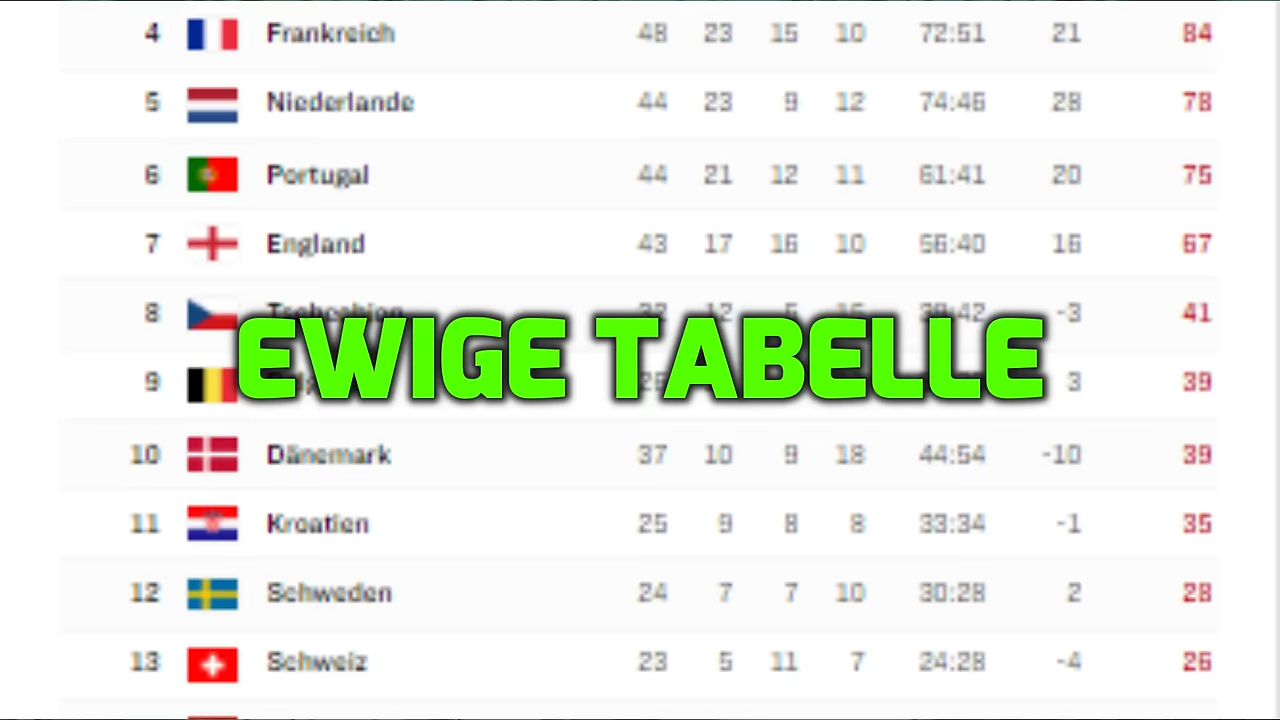 4 Frankreich 48 23 15 10 72:51 21 84
5 Niederlande 44 23 9 12 74:46 28 78
6 Portugal 44 21 12 11 61:41 20 75
7 England 43 17 16 10 56:40 16 67
8 Tschechien 42 -3 41
EWIGE TABELLE
9 3 39
10 Dänemark 37 10 9 18 44:54 -10 39
11 Kroatien 25 9 8 8 33:34 -1 35
12 Schweden 24 7 7 10 30:28 2 28
13 Schweiz 23 5 11 7 24:28 -4 26